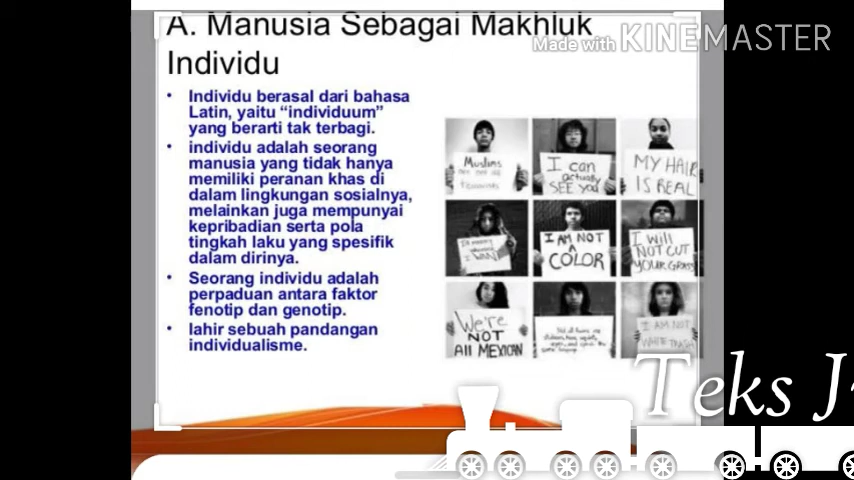 A. Manusia Sebagai Makhluk
Individu
Made with KINEMASTER
• Individu berasal dari bahasa
Latin, yaitu “individuum”
yang berarti tak terbagi.
• individu adalah seorang
manusia yang tidak hanya
memiliki peranan khas di
dalam lingkungan sosialnya,
melainkan juga mempunyai
kepribadian serta pola
tingkah laku yang spesifik
dalam dirinya.
• Seorang individu adalah
perpaduan antara faktor
fenotip dan genotip.
• lahir sebuah pandangan
individualisme.
Muslims
I can
actually
SEE you
MY HAIR
IS REAL
I AM NOT
A
COLOR
I will
NOT CUT
YOUR GRASS
We're
NOT
All MEXICAN
I AM NOT
WHITE TRASH
Teks J